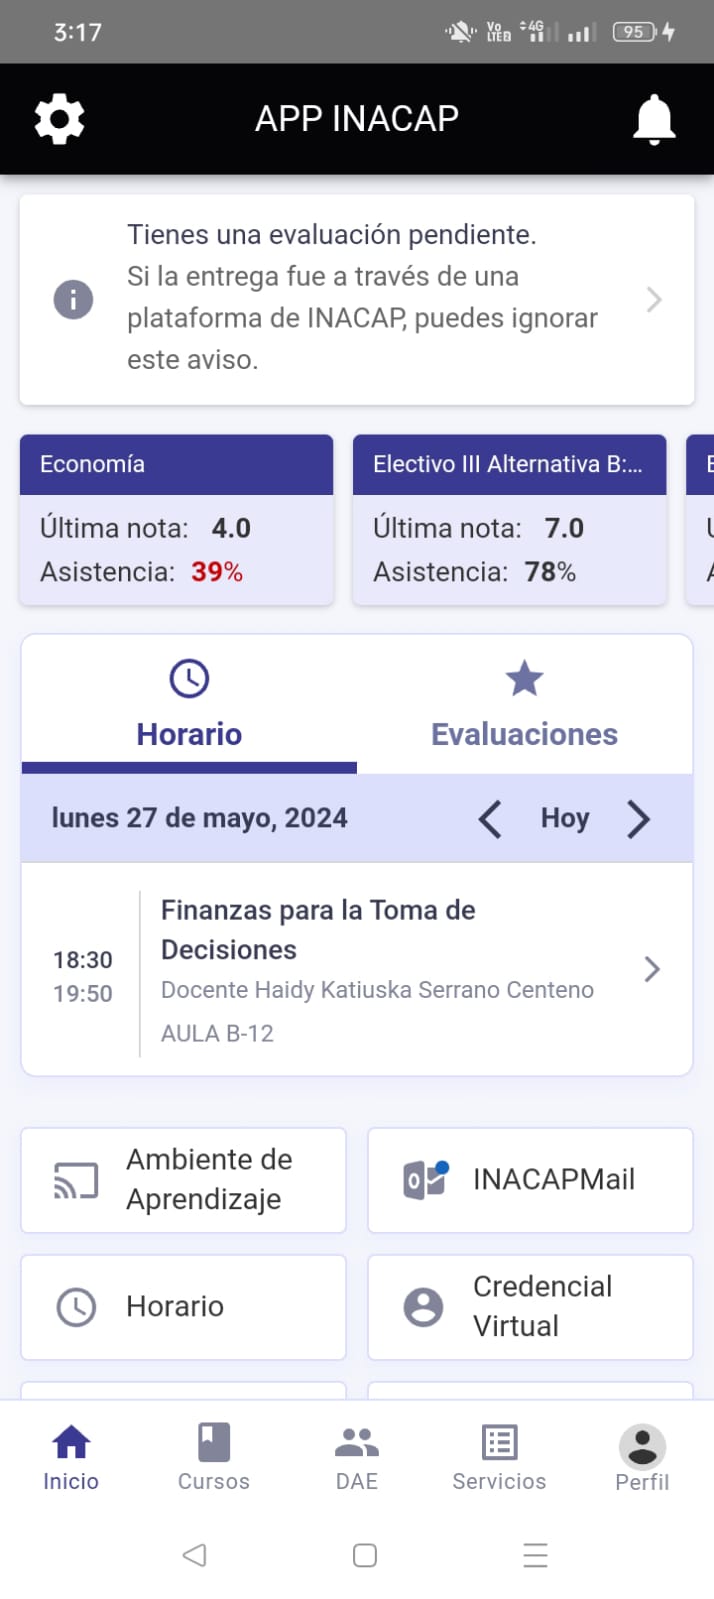 3:17
Vo
LTE2
4G
95
APP INACAP
Tienes una evaluación pendiente.
Si la entrega fue a través de una
plataforma de INACAP, puedes ignorar
este aviso.
Economía
Última nota: 4.0
Asistencia: 39%
Electivo III Alternativa B:...
Última nota: 7.0
Asistencia: 78%
Horario
Evaluaciones
lunes 27 de mayo, 2024
Hoy
18:30
19:50
Finanzas para la Toma de
Decisiones
Docente Haidy Katiuska Serrano Centeno
AULA B-12
Ambiente de
Aprendizaje
INACAPMail
Horario
Credencial
Virtual
Inicio
Cursos
DAE
Servicios
Perfil